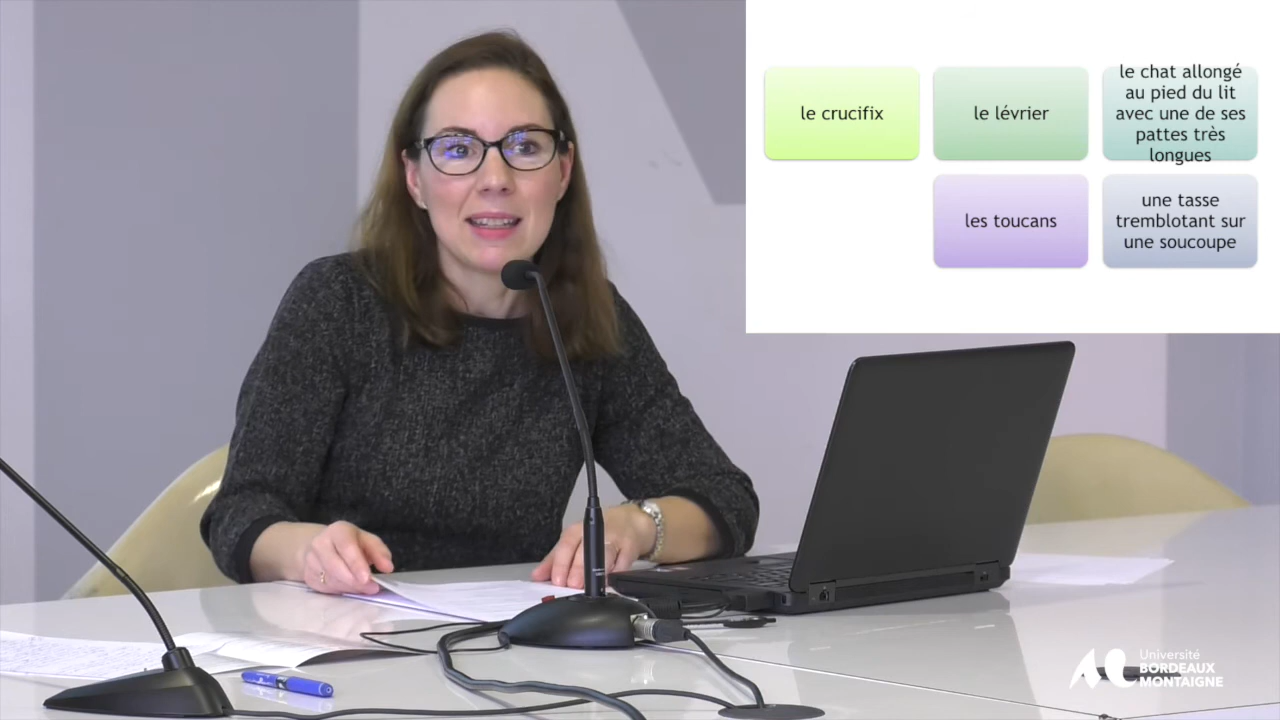 le crucifix
le lévrier
le chat allongé
au pied du lit
avec une de ses
pattes très
longues
les toucans
une tasse
tremblotant sur
une soucoupe
Université
BORDEAUX
MONTAIGNE